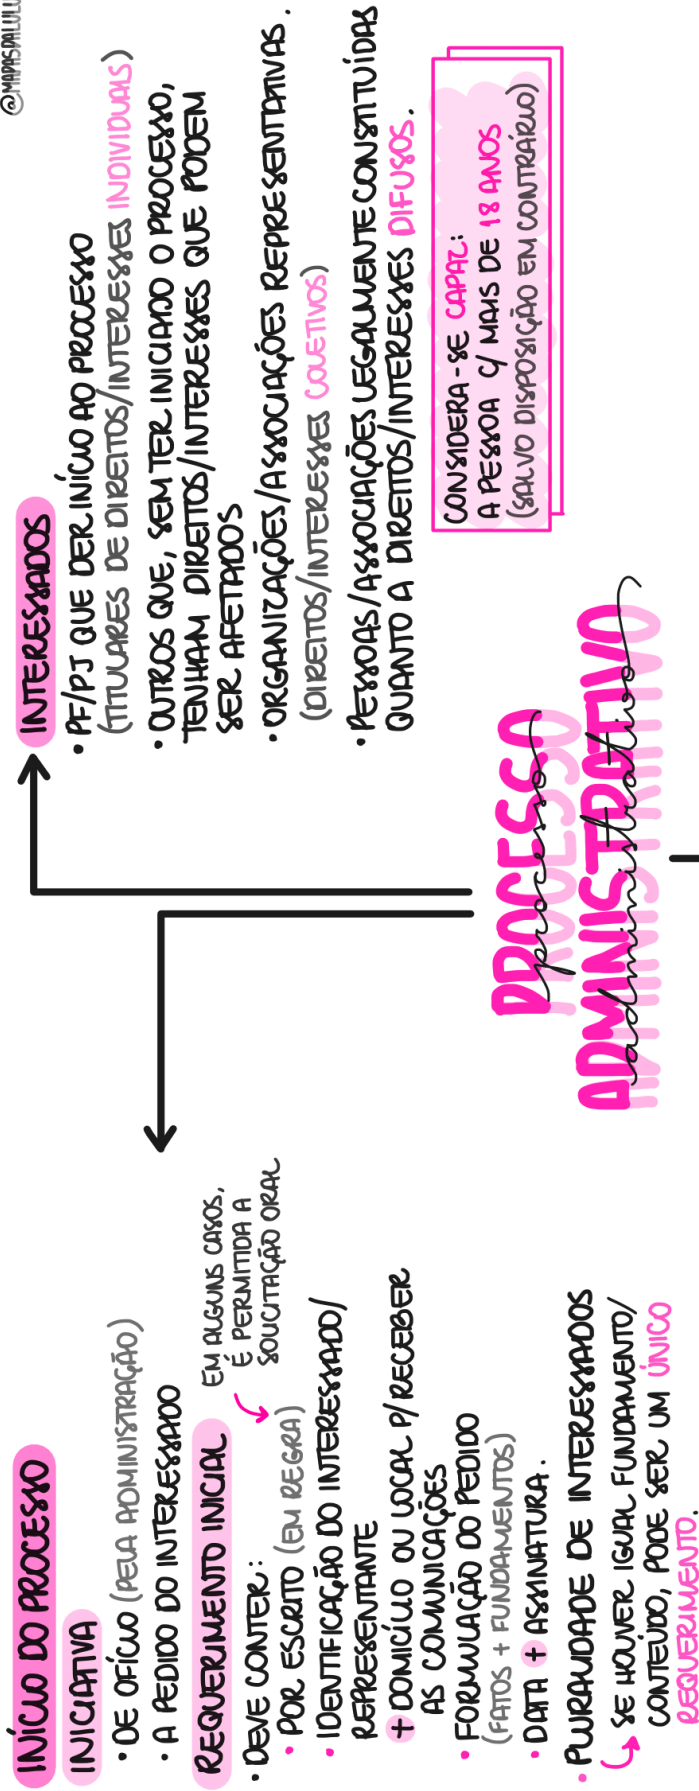 @MAPASDALULU
INÍCIO DO PROCESSO
INICIATIVA
• DE OFÍCIO (PELA ADMINISTRAÇÃO)
• A PEDIDO DO INTERESSADO
REQUERIMENTO INICIAL
EM ALGUNS CASOS,
É PERMITIDA A
SOLICITAÇÃO ORAL
• DEVE CONTER:
• POR ESCRITO (EM REGRA)
• IDENTIFICAÇÃO DO INTERESSADO/
REPRESENTANTE
+ DOMICÍLIO OU LOCAL P/ RECEBER
AS COMUNICAÇÕES
• FORMULAÇÃO DO PEDIDO
(FATOS + FUNDAMENTOS)
• DATA + ASSINATURA.
• PLURALIDADE DE INTERESSADOS
SE HOUVER IGUAL FUNDAMENTO/
CONTEÚDO, PODE SER UM ÚNICO
REQUERIMENTO.
INTERESSADOS
• PF/PJ QUE DER INÍCIO AO PROCESSO
(TITULARES DE DIREITOS/INTERESSES INDIVIDUAIS)
• OUTROS QUE, SEM TER INICIADO O PROCESSO,
TENHAM DIREITOS/INTERESSES QUE PODEM
SER AFETADOS
• ORGANIZAÇÕES/ASSOCIAÇÕES REPRESENTATIVAS.
(DIREITOS/INTERESSES COLETIVOS)
• PESSOAS/ASSOCIAÇÕES LEGALMENTE CONSTITUÍDAS
QUANTO A DIREITOS/INTERESSES DIFUSOS.
CONSIDERA-SE CAPAZ:
A PESSOA C/ MAIS DE 18 ANOS
(SALVO DISPOSIÇÃO EM CONTRÁRIO)
PROCESSO
processo
ADMINISTRATIVO
administrativo